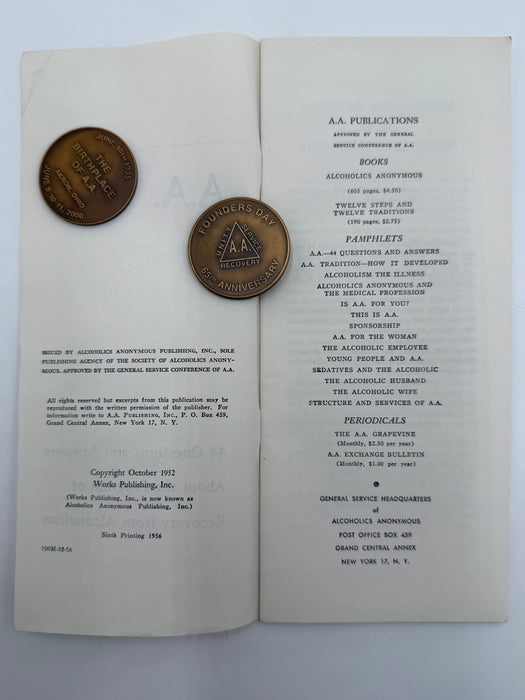 JUNE 10th, 1935
THE
BIRTHPLACE
OF A.A.
AKRON, OHIO
JUNE 9, 10, 11, 2000
FOUNDERS DAY
UNITY
SERVICE
A.A.
RECOVERY
65TH ANNIVERSARY
ISSUED BY ALCOHOLICS ANONYMOUS PUBLISHING, INC., SOLE
PUBLISHING AGENCY OF THE SOCIETY OF ALCOHOLICS ANONY-
MOUS. APPROVED BY THE GENERAL SERVICE CONFERENCE OF A.A.
All rights reserved but excerpts from this publication may be
reproduced with the written permission of the publisher. For
information write to A.A. PUBLISHING, INC., P. O. Box 459,
Grand Central Annex, New York 17, N. Y.
Copyright October 1952
Works Publishing, Inc.
(Works Publishing, Inc., is now known as
Alcoholics Anonymous Publishing, Inc.)
Sixth Printing 1956
100M-12-56
A.A. PUBLICATIONS
APPROVED BY THE GENERAL
SERVICE CONFERENCE OF A.A.
BOOKS
ALCOHOLICS ANONYMOUS
(605 pages, $4.50)
TWELVE STEPS AND
TWELVE TRADITIONS
(190 pages, $2.75)
PAMPHLETS
A.A.—44 QUESTIONS AND ANSWERS
A.A. TRADITION—HOW IT DEVELOPED
ALCOHOLISM THE ILLNESS
ALCOHOLICS ANONYMOUS AND
THE MEDICAL PROFESSION
IS A.A. FOR YOU?
THIS IS A.A.
SPONSORSHIP
A.A. FOR THE WOMAN
THE ALCOHOLIC EMPLOYEE
YOUNG PEOPLE AND A.A.
SEDATIVES AND THE ALCOHOLIC
THE ALCOHOLIC HUSBAND
THE ALCOHOLIC WIFE
STRUCTURE AND SERVICES OF A.A.
PERIODICALS
THE A.A. GRAPEVINE
(Monthly, $2.50 per year)
A.A. EXCHANGE BULLETIN
(Monthly, $1.00 per year)
GENERAL SERVICE HEADQUARTERS
of
ALCOHOLICS ANONYMOUS
POST OFFICE BOX 459
GRAND CENTRAL ANNEX
NEW YORK 17, N. Y.